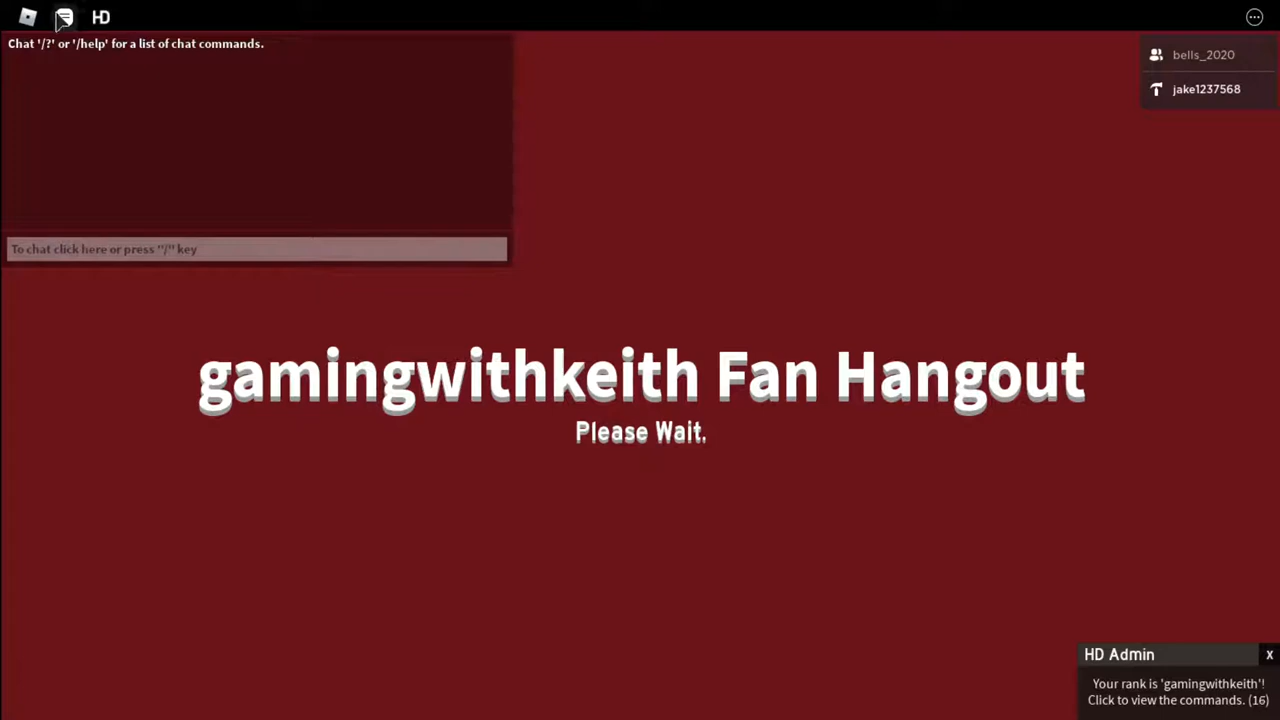 HD
Chat '/?' or '/help' for a list of chat commands.
bells_2020
jake1237568
To chat click here or press "/" key
gamingwithkeith Fan Hangout
Please Wait.
HD Admin
X
Your rank is 'gamingwithkeith'!
Click to view the commands. (16)